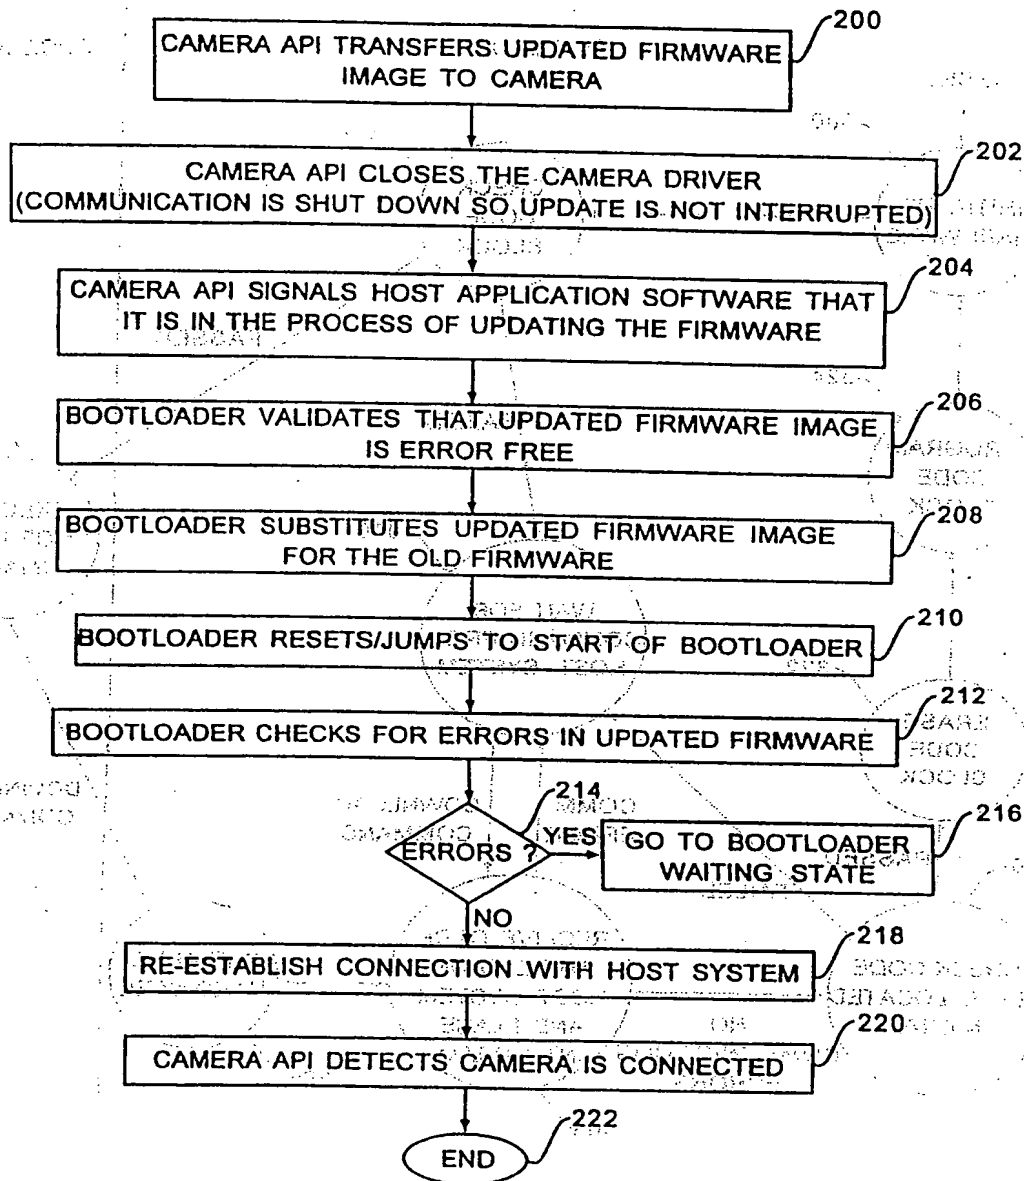 200
CAMERA API TRANSFERS UPDATED FIRMWARE
IMAGE TO CAMERA
202
CAMERA API CLOSES THE CAMERA DRIVER
(COMMUNICATION IS SHUT DOWN SO UPDATE IS NOT INTERRUPTED)
204
CAMERA API SIGNALS HOST APPLICATION SOFTWARE THAT
IT IS IN THE PROCESS OF UPDATING THE FIRMWARE
206
BOOTLOADER VALIDATES THAT UPDATED FIRMWARE IMAGE
IS ERROR FREE
208
BOOTLOADER SUBSTITUTES UPDATED FIRMWARE IMAGE
FOR THE OLD FIRMWARE
210
BOOTLOADER RESETS/JUMPS TO START OF BOOTLOADER
212
BOOTLOADER CHECKS FOR ERRORS IN UPDATED FIRMWARE
214
ERRORS ?
YES
216
GO TO BOOTLOADER
WAITING STATE
NO
218
RE-ESTABLISH CONNECTION WITH HOST SYSTEM
220
CAMERA API DETECTS CAMERA IS CONNECTED
222
END